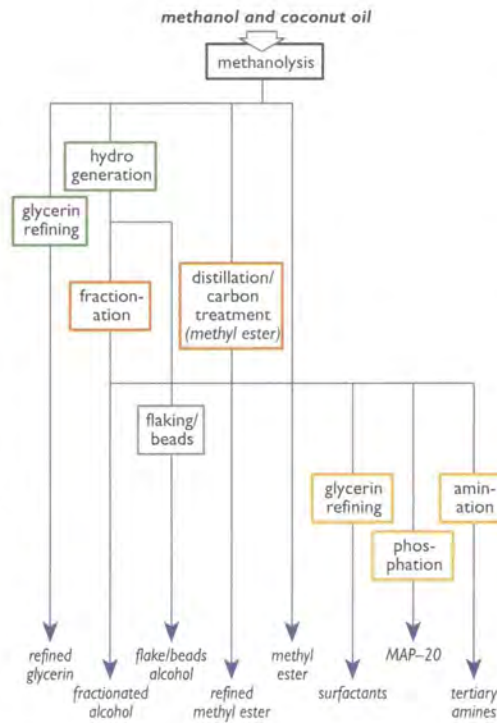 methanol and coconut oil
methanolysis
hydro
generation
glycerin
refining
fraction-
ation
distillation/
carbon
treatment
(methyl ester)
flaking/
beads
glycerin
refining
amin-
ation
phos-
phation
refined
glycerin
fractionated
alcohol
flake/beads
alcohol
refined
methyl ester
methyl
ester
surfactants
MAP–20
tertiary
amines